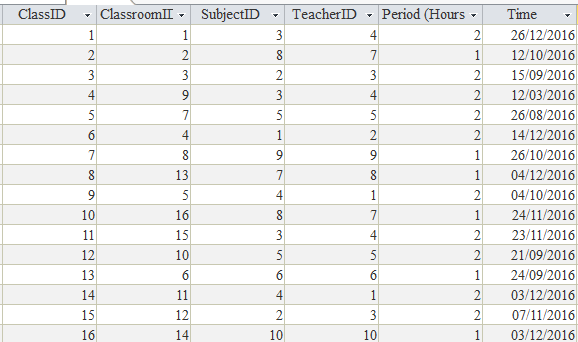 ClassID ClassroomID SubjectID TeacherID Period (Hours Time
1 1 3 4 2 26/12/2016
2 2 8 7 1 12/10/2016
3 3 2 3 2 15/09/2016
4 9 3 4 2 12/03/2016
5 7 5 5 2 26/08/2016
6 4 1 2 2 14/12/2016
7 8 9 9 1 26/10/2016
8 13 7 8 1 04/12/2016
9 5 4 1 2 04/10/2016
10 16 8 7 1 24/11/2016
11 15 3 4 2 23/11/2016
12 10 5 5 2 21/09/2016
13 6 6 6 1 24/09/2016
14 11 4 1 2 03/12/2016
15 12 2 3 2 07/11/2016
16 14 10 10 1 03/12/2016